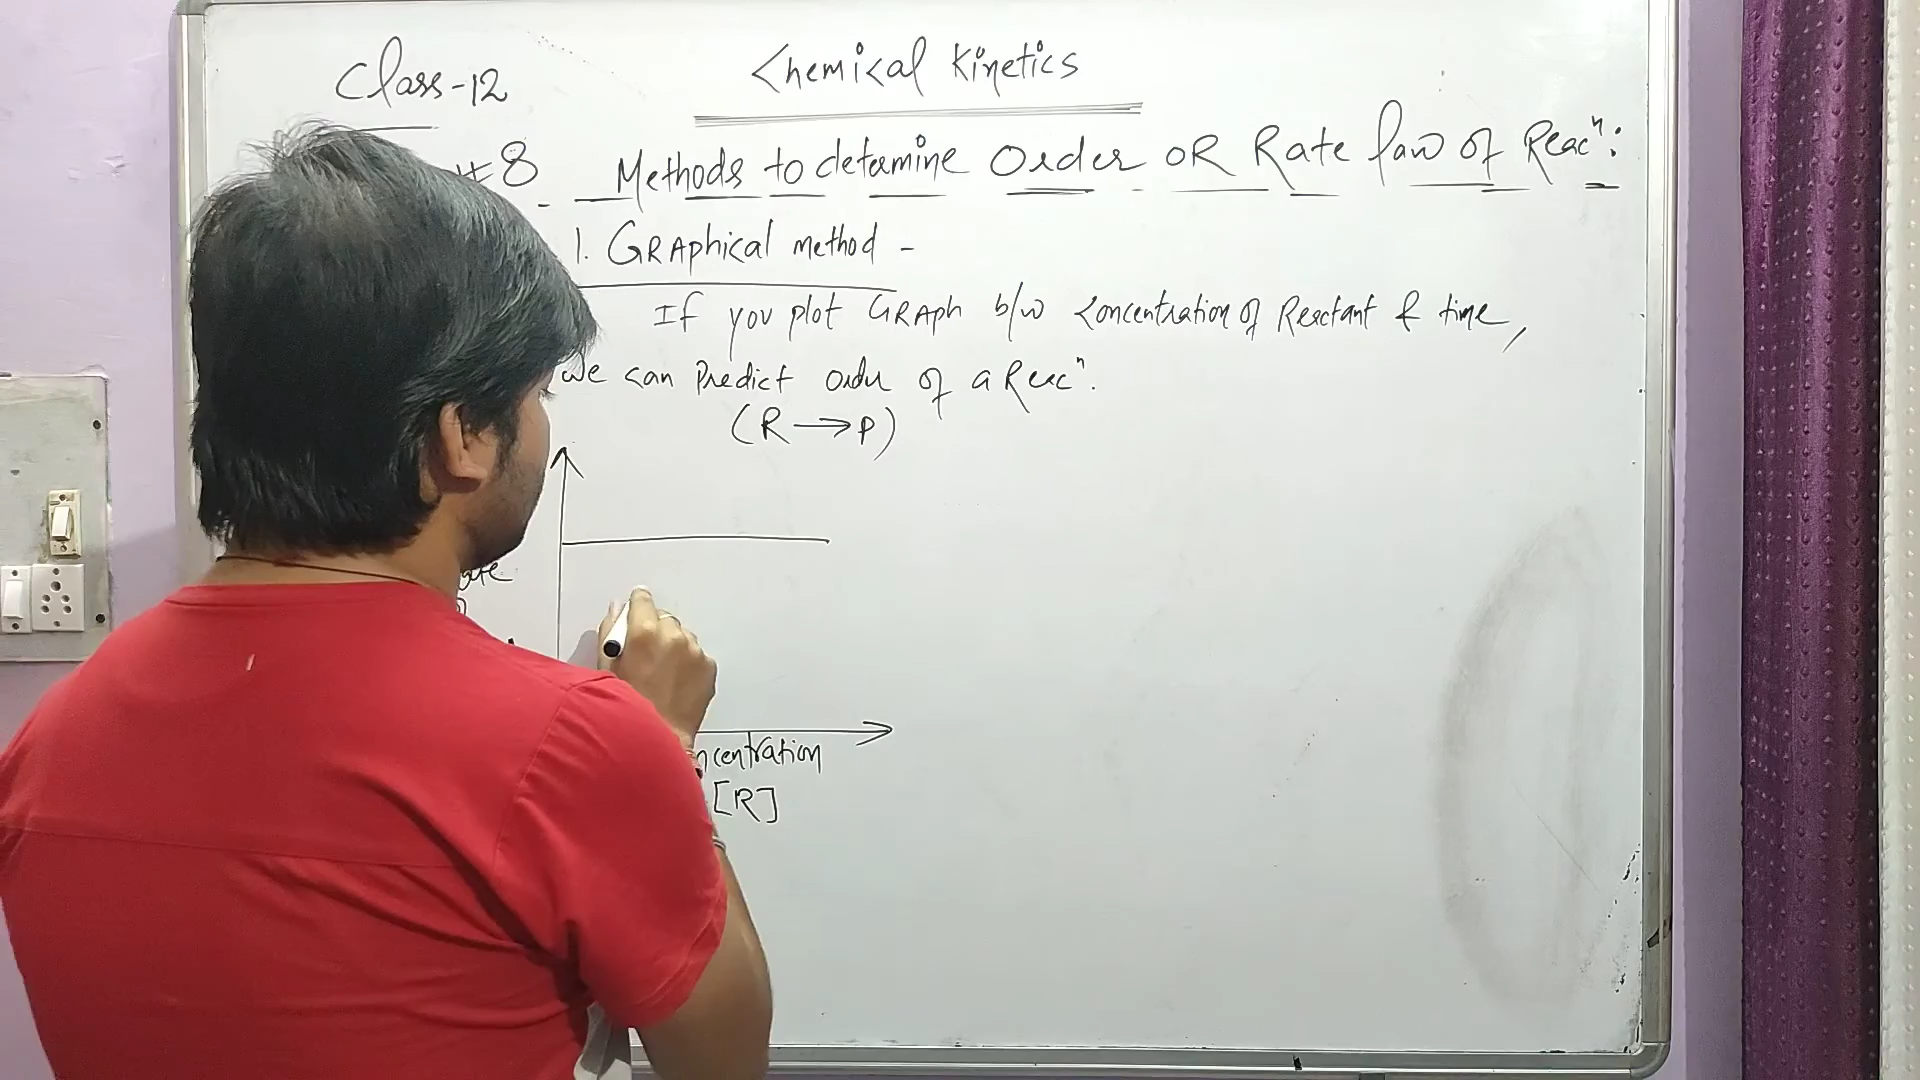 Class-12
Chemical Kinetics
#8 Methods to determine Order OR Rate law of Reacⁿ:
1. GRAphical method -
If you plot GRAph b/w Concentration of Reactant & time,
we can Predict Order of a Reacⁿ.
(R → P)
[R]